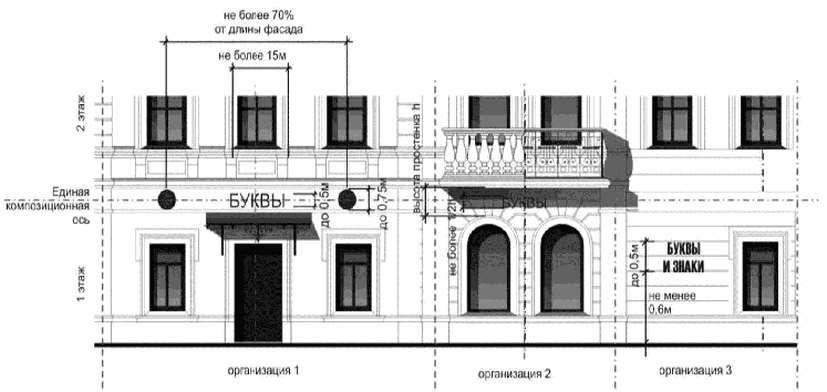 не более 70%
от длины фасада
не более 15м
2 этаж
Единая
композиционная
ось
1 этаж
БУКВЫ
до 0,5м
до 0,75м
высота простенка h
не более 1/2h
БУКВЫ
до 0,5м
БУКВЫ
И ЗНАКИ
не менее
0,6м
организация 1
организация 2
организация 3